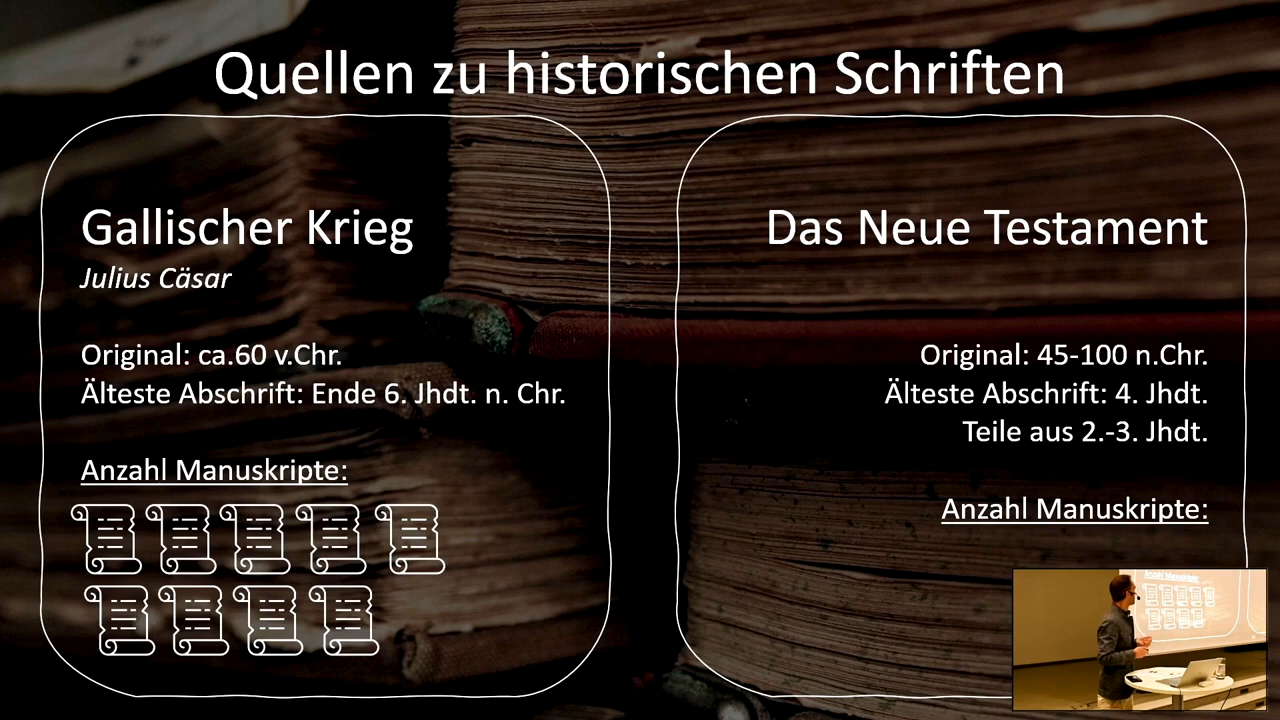 Quellen zu historischen Schriften
Gallischer Krieg
Julius Cäsar
Original: ca.60 v.Chr.
Älteste Abschrift: Ende 6. Jhdt. n. Chr.
Anzahl Manuskripte:
Das Neue Testament
Original: 45-100 n.Chr.
Älteste Abschrift: 4. Jhdt.
Teile aus 2.-3. Jhdt.
Anzahl Manuskripte:
Anzahl Manuskripte: